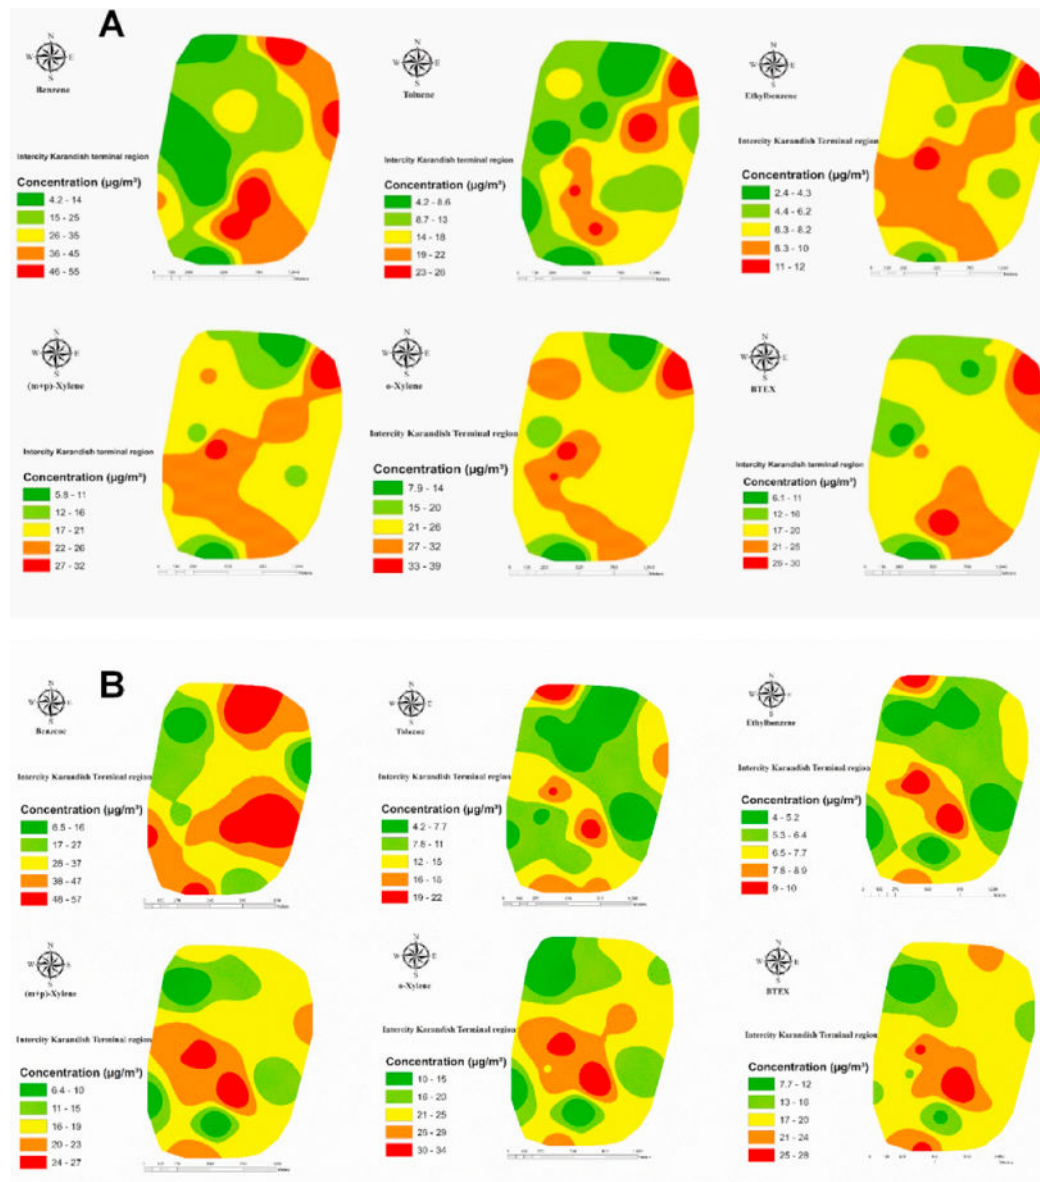 A
N
W E
S
Benzene
Intercity Karandish terminal region
Concentration (µg/m³)
4.2 - 14
15 - 25
26 - 35
36 - 45
46 - 55
N
W E
S
Toluene
Intercity Karandish terminal region
Concentration (µg/m³)
4.2 - 8.6
8.7 - 13
14 - 18
19 - 22
23 - 26
N
W E
S
Ethylbenzene
Intercity Karandish terminal region
Concentration (µg/m³)
2.4 - 4.3
4.4 - 6.2
6.3 - 8.2
8.3 - 10
11 - 12
N
W E
S
(m+p)-Xylene
Intercity Karandish terminal region
Concentration (µg/m³)
5.8 - 11
12 - 16
17 - 21
22 - 26
27 - 32
N
W E
S
o-Xylene
Intercity Karandish Terminal region
Concentration (µg/m³)
7.9 - 14
15 - 20
21 - 26
27 - 32
33 - 39
N
W E
S
BTEX
Intercity Karandish terminal region
Concentration (µg/m³)
6.1 - 11
12 - 16
17 - 20
21 - 25
26 - 30
B
N
W
S
Benzene
Intercity Karandish Terminal region
Concentration (µg/m³)
6.5 - 16
17 - 27
28 - 37
38 - 47
48 - 57
N
W
S
Toluene
Intercity Karandish Terminal region
Concentration (µg/m³)
4.2 - 7.7
7.8 - 11
12 - 15
16 - 18
19 - 22
N
W
Ethylbenzene
Intercity Karandish Terminal region
Concentration (µg/m³)
4 - 5.2
5.3 - 6.4
6.5 - 7.7
7.8 - 8.9
9 - 10
N
W E
S
(m+p)-Xylene
Intercity Karandish Terminal region
Concentration (µg/m³)
6.4 - 10
11 - 15
16 - 19
20 - 23
24 - 27
N
W E
S
o-Xylene
Intercity Karandish Terminal region
Concentration (µg/m³)
10 - 15
16 - 20
21 - 25
26 - 29
30 - 34
N
W E
S
BTEX
Intercity Karandish Terminal region
Concentration (µg/m³)
7.7 - 12
13 - 16
17 - 20
21 - 24
25 - 28